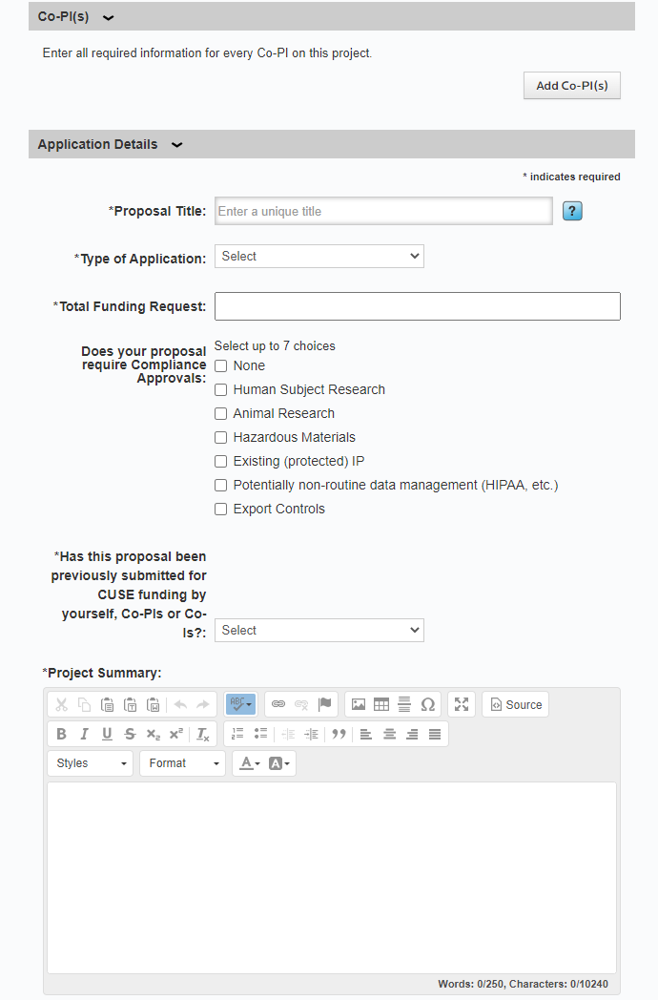 Co-PI(s)
Enter all required information for every Co-PI on this project.
Add Co-PI(s)
Application Details
* indicates required
*Proposal Title: Enter a unique title ?
*Type of Application: Select
*Total Funding Request:
Does your proposal
require Compliance
Approvals:
Select up to 7 choices
None
Human Subject Research
Animal Research
Hazardous Materials
Existing (protected) IP
Potentially non-routine data management (HIPAA, etc.)
Export Controls
*Has this proposal been
previously submitted for
CUSE funding by
yourself, Co-PIs or Co-
Is?: Select
*Project Summary:
ABC Ω Source
B I U S x₂ x² Tx
Styles Format A A
Words: 0/250, Characters: 0/10240